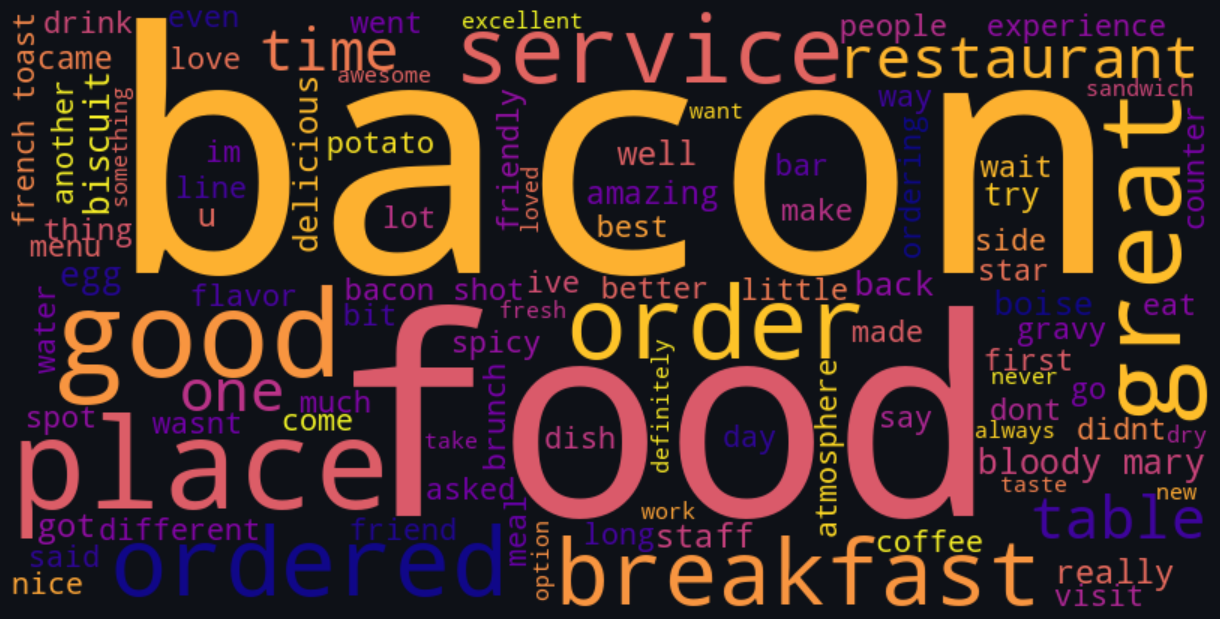 drink
even
went
excellent
people
experience
came
love
time
awesome
service
restaurant
french toast
another
biscuit
something
bacon
delicious
potato
friendly
loved
want
way
ordering
sandwich
great
counter
im
line
u
lot
well
amazing
best
bar
make
wait
try
side
star
thing
menu
egg
flavor
bacon shot
ive
better
little
back
boise
eat
water
good
bit
fresh
order
made
gravy
spicy
first
one
much
food
brunch
definitely
atmosphere
never
go
spot
wasnt
come
take
dish
day
say
dont
always
didnt
dry
place
bloody mary
asked
taste
new
got
different
friend
meal
work
long
staff
table
said
ordered
option
breakfast
coffee
nice
really
visit